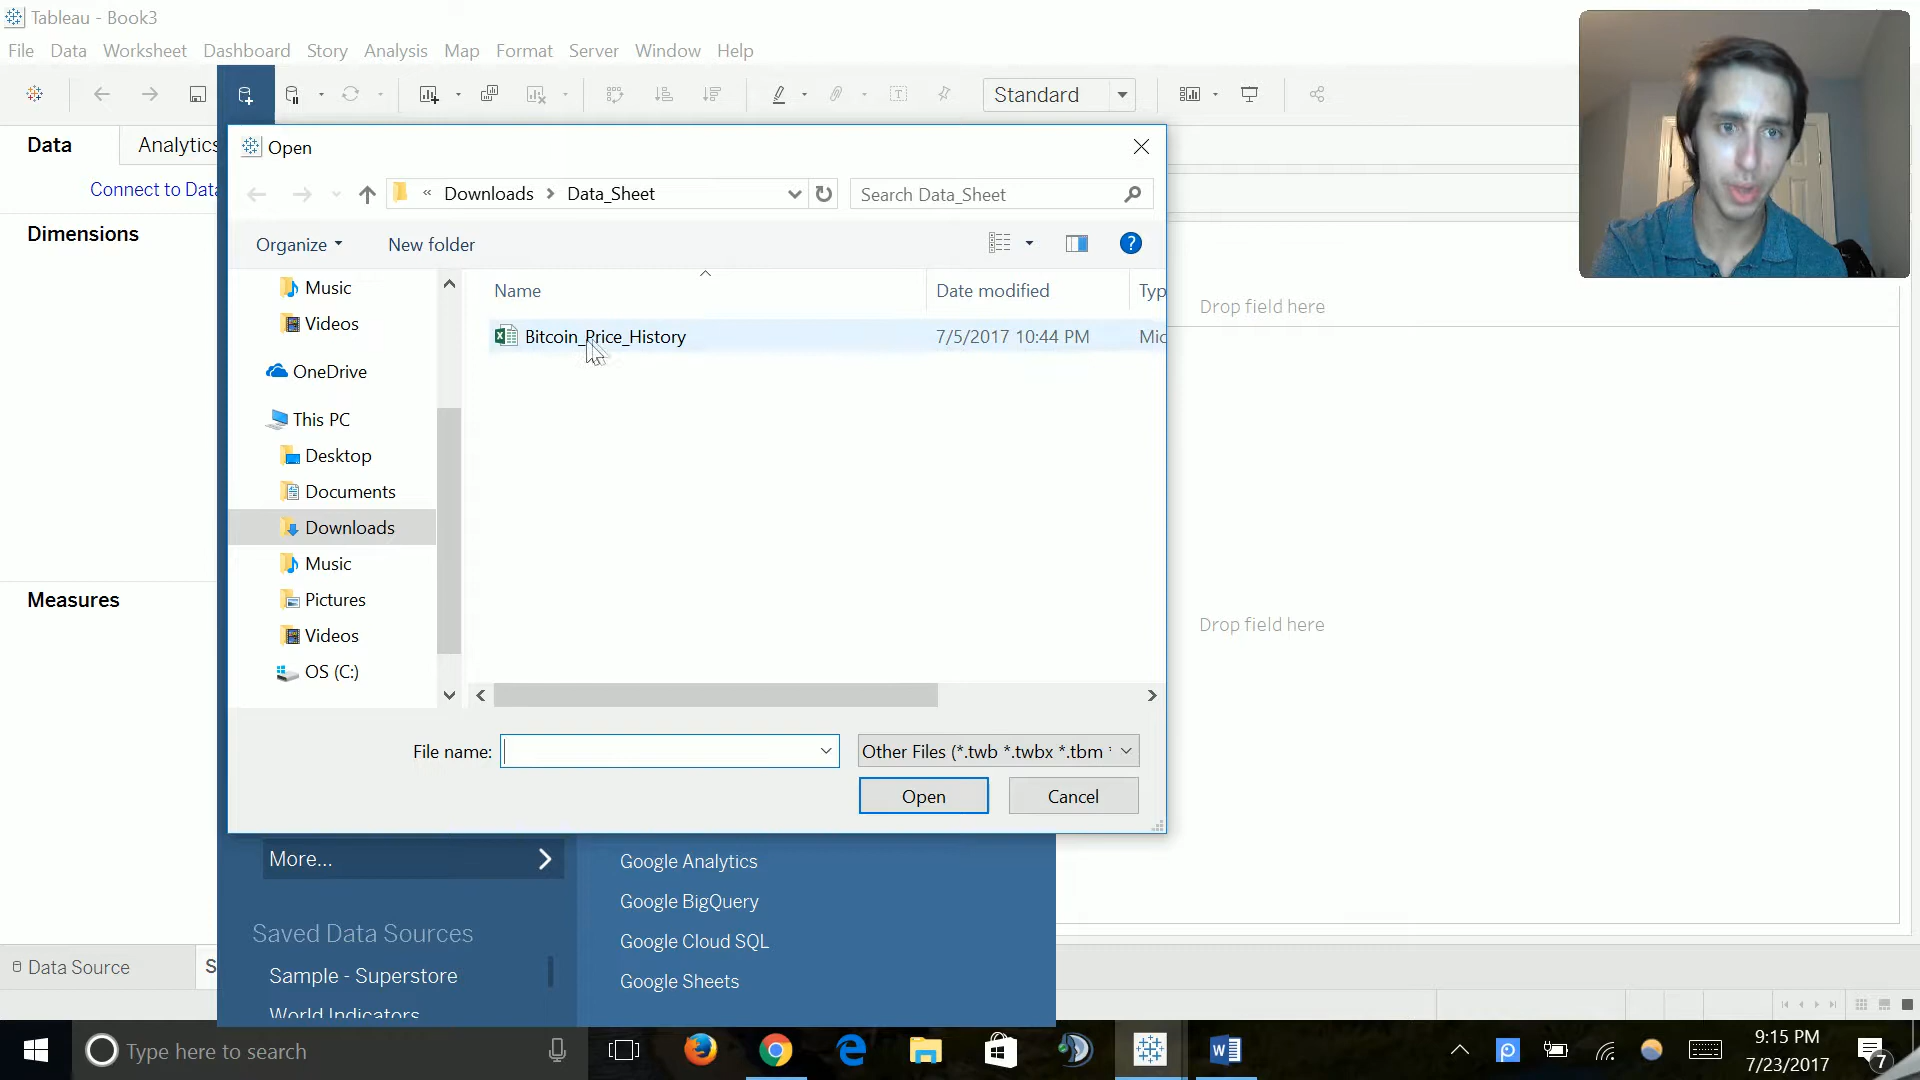 Tableau - Book3
File Data Worksheet Dashboard Story Analysis Map Format Server Window Help
Standard
Data Analytics
Connect to Data
Dimensions
Measures
Open
« Downloads > Data_Sheet
Search Data_Sheet
Organize New folder
Name Date modified Typ
Bitcoin_Price_History 7/5/2017 10:44 PM Mic
Music
Videos
OneDrive
This PC
Desktop
Documents
Downloads
Music
Pictures
Videos
OS (C:)
File name:
Other Files (*.twb *.twbx *.tbm *
Open Cancel
Drop field here
Drop field here
More...
Saved Data Sources
Sample - Superstore
World Indicators
Google Analytics
Google BigQuery
Google Cloud SQL
Google Sheets
Data Source S
Type here to search
9:15 PM
7/23/2017
7